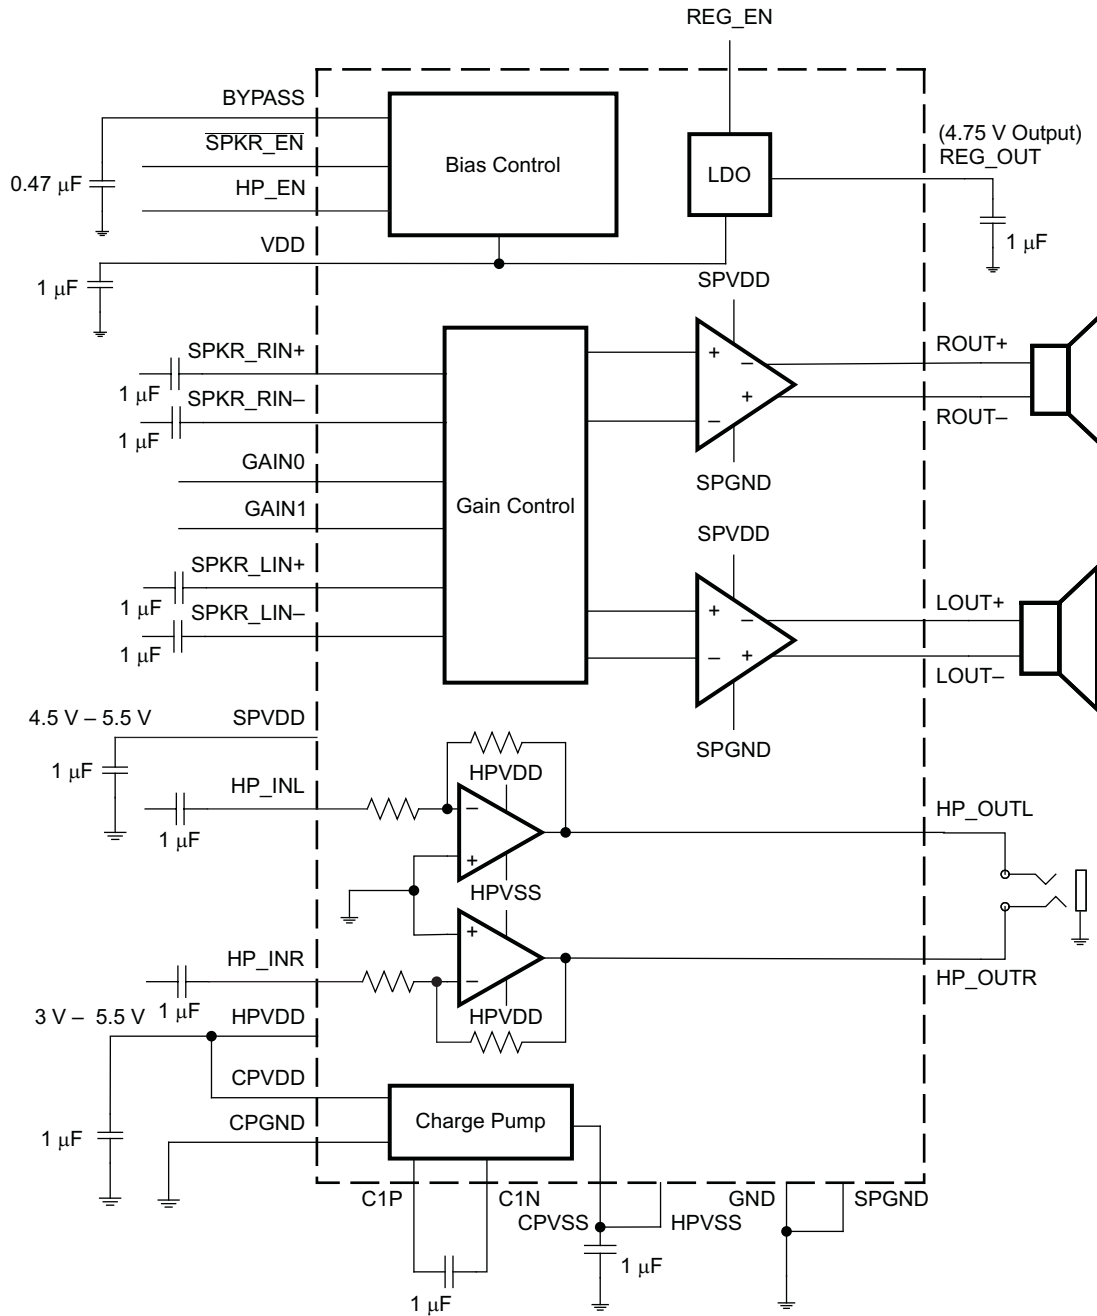 REG_EN
BYPASS
SPKR_EN
0.47 µF
HP_EN
Bias Control
LDO
(4.75 V Output)
REG_OUT
1 µF
VDD
1 µF
SPVDD
SPKR_RIN+
1 µF
SPKR_RIN–
1 µF
GAIN0
GAIN1
SPKR_LIN+
1 µF
SPKR_LIN–
1 µF
Gain Control
+
–
–
+
ROUT+
ROUT–
SPGND
SPVDD
+
–
–
+
LOUT+
LOUT–
SPGND
4.5 V – 5.5 V
SPVDD
1 µF
HP_INL
1 µF
HPVDD
–
+
HPVSS
HP_OUTL
+
–
HPVDD
HP_INR
1 µF
HP_OUTR
3 V – 5.5 V
HPVDD
CPVDD
CPGND
1 µF
Charge Pump
C1P
C1N
CPVSS
HPVSS
GND
SPGND
1 µF
1 µF